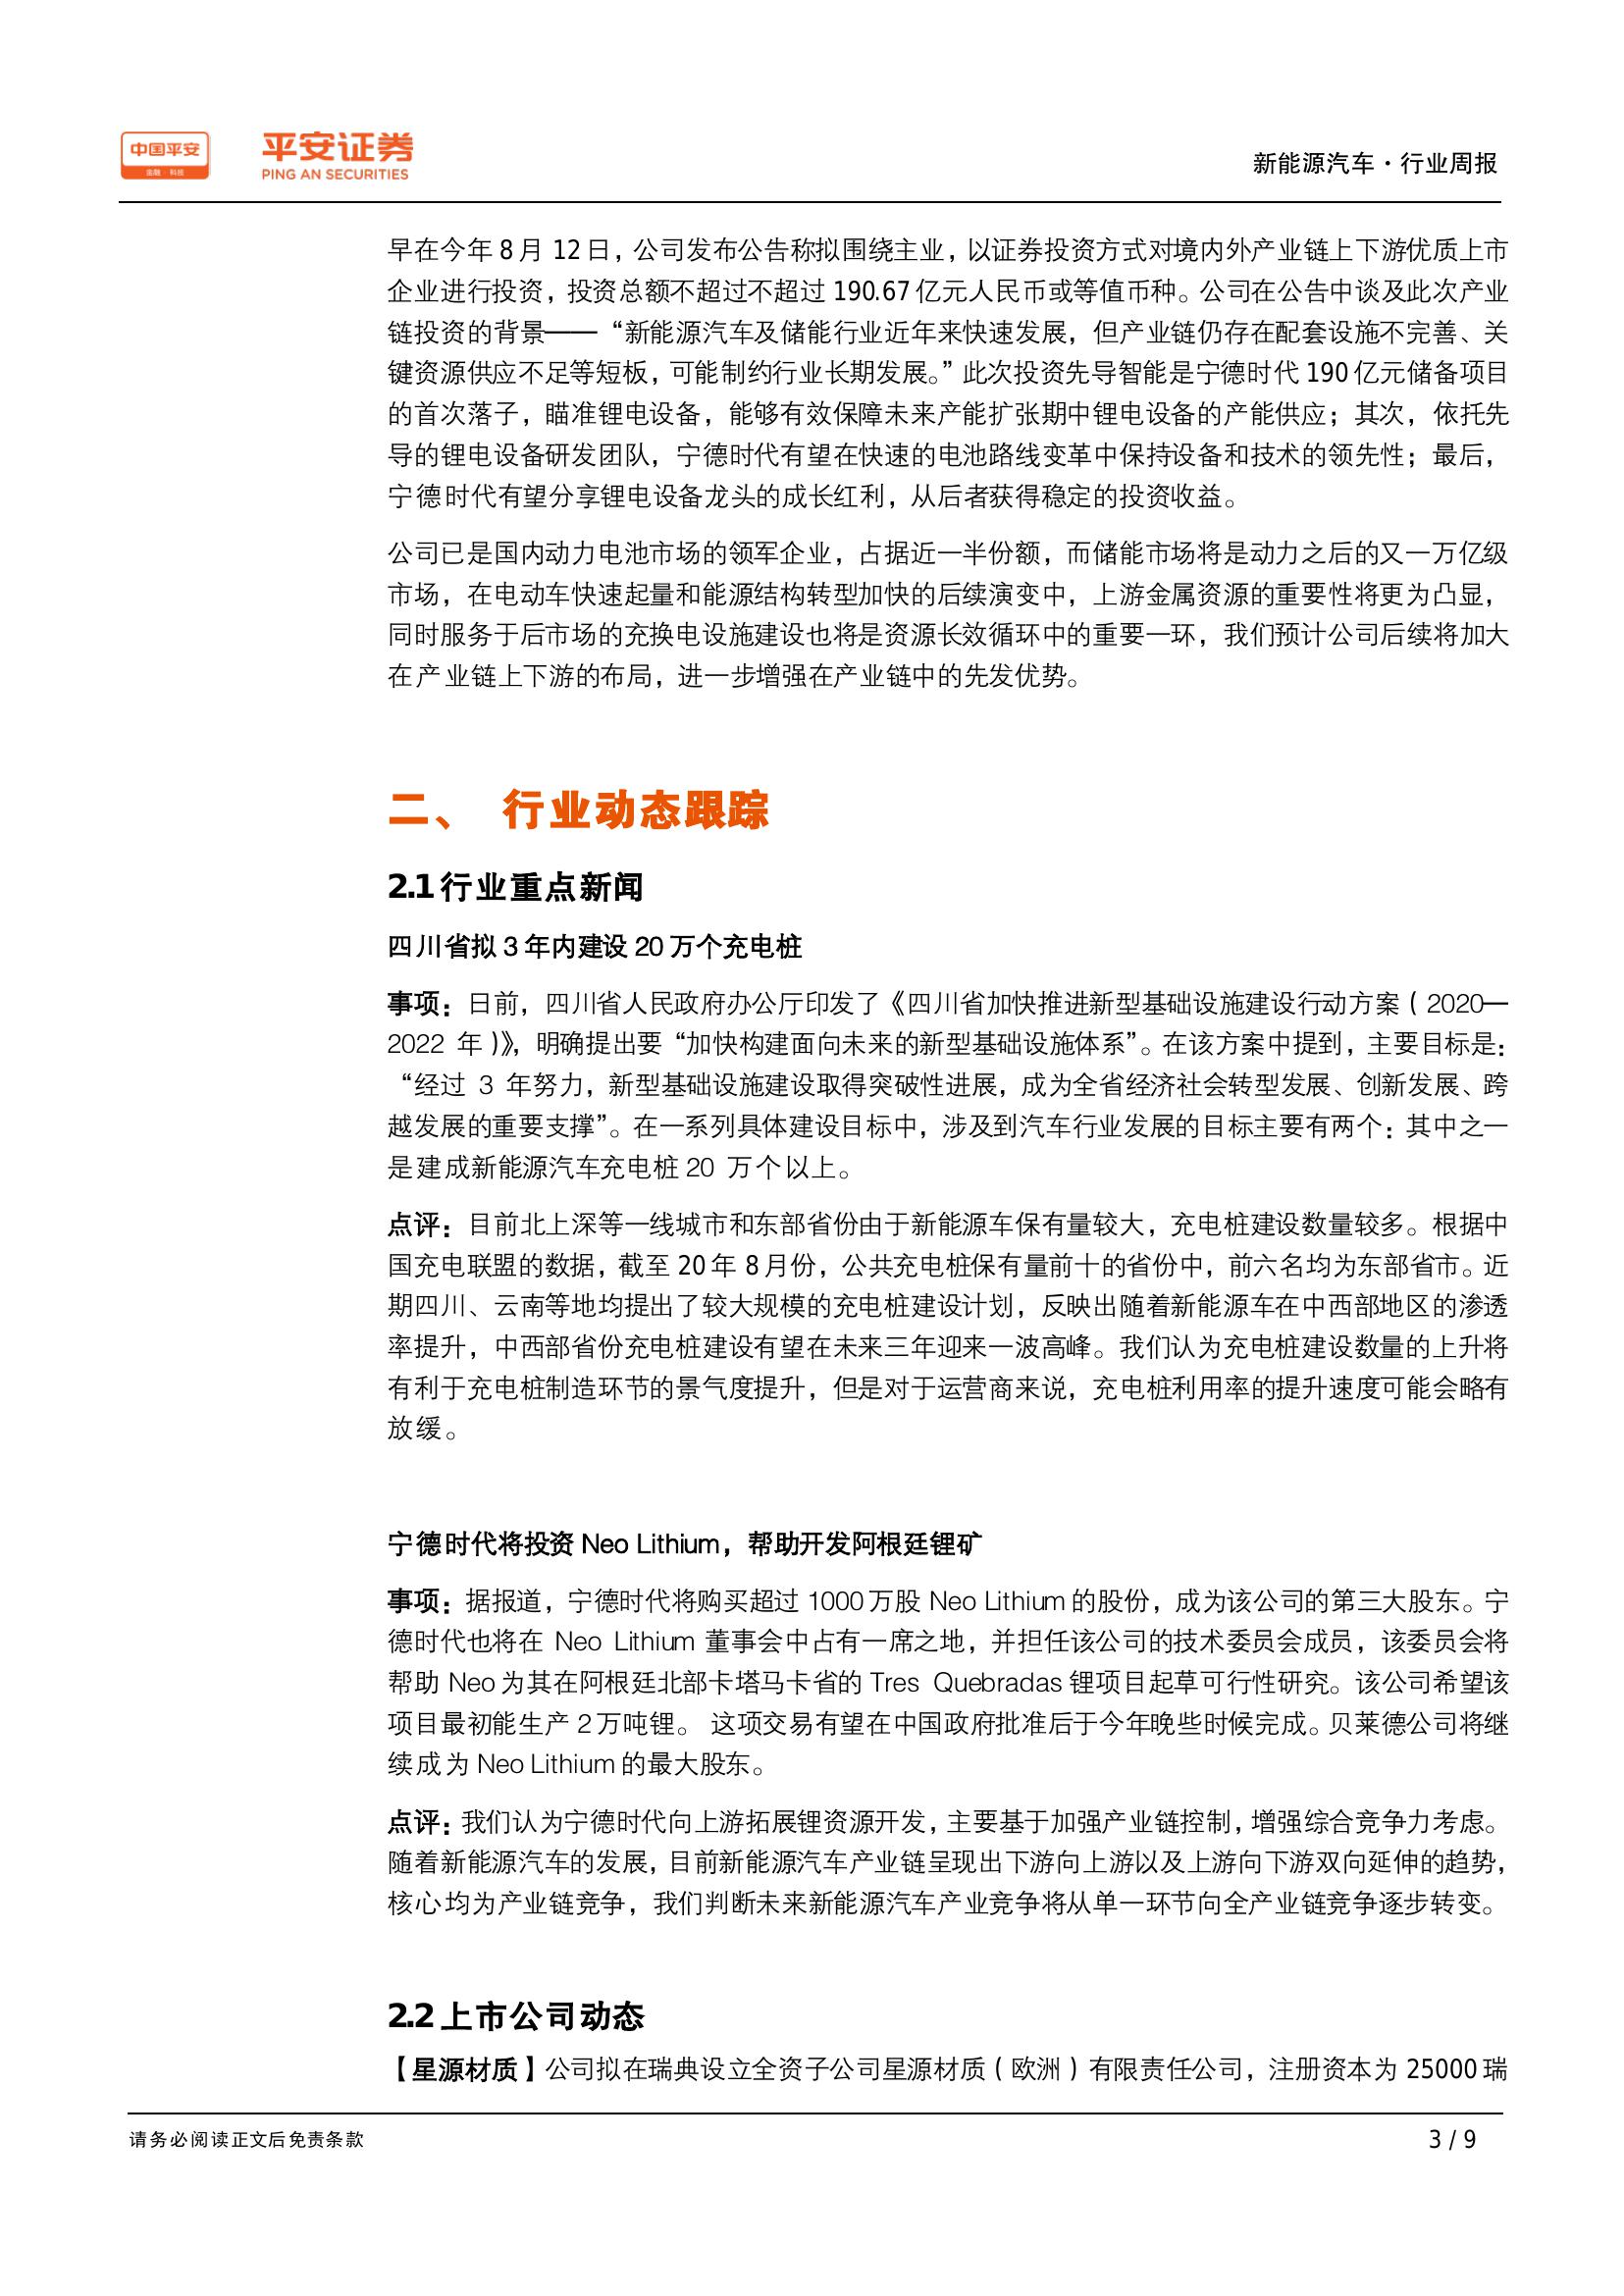 中国平安
金融·科技
平安证券
PING AN SECURITIES
新能源汽车·行业周报
早在今年8月12日，公司发布公告称拟围绕主业，以证券投资方式对境内外产业链上下游优质上市
企业进行投资，投资总额不超过不超过190.67亿元人民币或等值币种。公司在公告中谈及此次产业
链投资的背景——“新能源汽车及储能行业近年来快速发展，但产业链仍存在配套设施不完善、关
键资源供应不足等短板，可能制约行业长期发展。”此次投资先导智能是宁德时代190亿元储备项目
的首次落子，瞄准锂电设备，能够有效保障未来产能扩张期中锂电设备的产能供应；其次，依托先
导的锂电设备研发团队，宁德时代有望在快速的电池路线变革中保持设备和技术的领先性；最后，
宁德时代有望分享锂电设备龙头的成长红利，从后者获得稳定的投资收益。
公司已是国内动力电池市场的领军企业，占据近一半份额，而储能市场将是动力之后的又一万亿级
市场，在电动车快速起量和能源结构转型加快的后续演变中，上游金属资源的重要性将更为凸显，
同时服务于后市场的充换电设施建设也将是资源长效循环中的重要一环，我们预计公司后续将加大
在产业链上下游的布局，进一步增强在产业链中的先发优势。
二、 行业动态跟踪
2.1行业重点新闻
四川省拟3年内建设20万个充电桩
事项：日前，四川省人民政府办公厅印发了《四川省加快推进新型基础设施建设行动方案（2020—
2022 年）》，明确提出要“加快构建面向未来的新型基础设施体系”。在该方案中提到，主要目标是：
“经过 3 年努力，新型基础设施建设取得突破性进展，成为全省经济社会转型发展、创新发展、跨
越发展的重要支撑”。在一系列具体建设目标中，涉及到汽车行业发展的目标主要有两个：其中之一
是建成新能源汽车充电桩20 万个以上。
点评：目前北上深等一线城市和东部省份由于新能源车保有量较大，充电桩建设数量较多。根据中
国充电联盟的数据，截至20年8月份，公共充电桩保有量前十的省份中，前六名均为东部省市。近
期四川、云南等地均提出了较大规模的充电桩建设计划，反映出随着新能源车在中西部地区的渗透
率提升，中西部省份充电桩建设有望在未来三年迎来一波高峰。我们认为充电桩建设数量的上升将
有利于充电桩制造环节的景气度提升，但是对于运营商来说，充电桩利用率的提升速度可能会略有
放缓。
宁德时代将投资Neo Lithium，帮助开发阿根廷锂矿
事项：据报道，宁德时代将购买超过1000万股 Neo Lithium的股份，成为该公司的第三大股东。宁
德时代也将在 Neo Lithium 董事会中占有一席之地，并担任该公司的技术委员会成员，该委员会将
帮助 Neo为其在阿根廷北部卡塔马卡省的 Tres Quebradas锂项目起草可行性研究。该公司希望该
项目最初能生产2万吨锂。 这项交易有望在中国政府批准后于今年晚些时候完成。贝莱德公司将继
续成为Neo Lithium的最大股东。
点评：我们认为宁德时代向上游拓展锂资源开发，主要基于加强产业链控制，增强综合竞争力考虑。
随着新能源汽车的发展，目前新能源汽车产业链呈现出下游向上游以及上游向下游双向延伸的趋势，
核心均为产业链竞争，我们判断未来新能源汽车产业竞争将从单一环节向全产业链竞争逐步转变。
2.2上市公司动态
【星源材质】公司拟在瑞典设立全资子公司星源材质（欧洲）有限责任公司，注册资本为 25000瑞
请务必阅读正文后免责条款
3 / 9